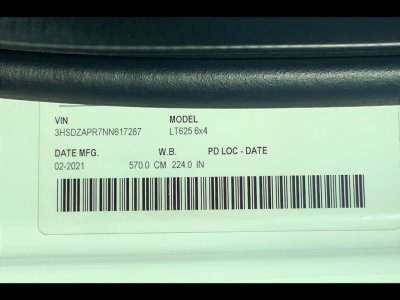 VIN MODEL
3HSDZAPR7NN617287 LT625 6x4
DATE MFG. W.B. PD LOC - DATE
02-2021 570.0 CM 224.0 IN